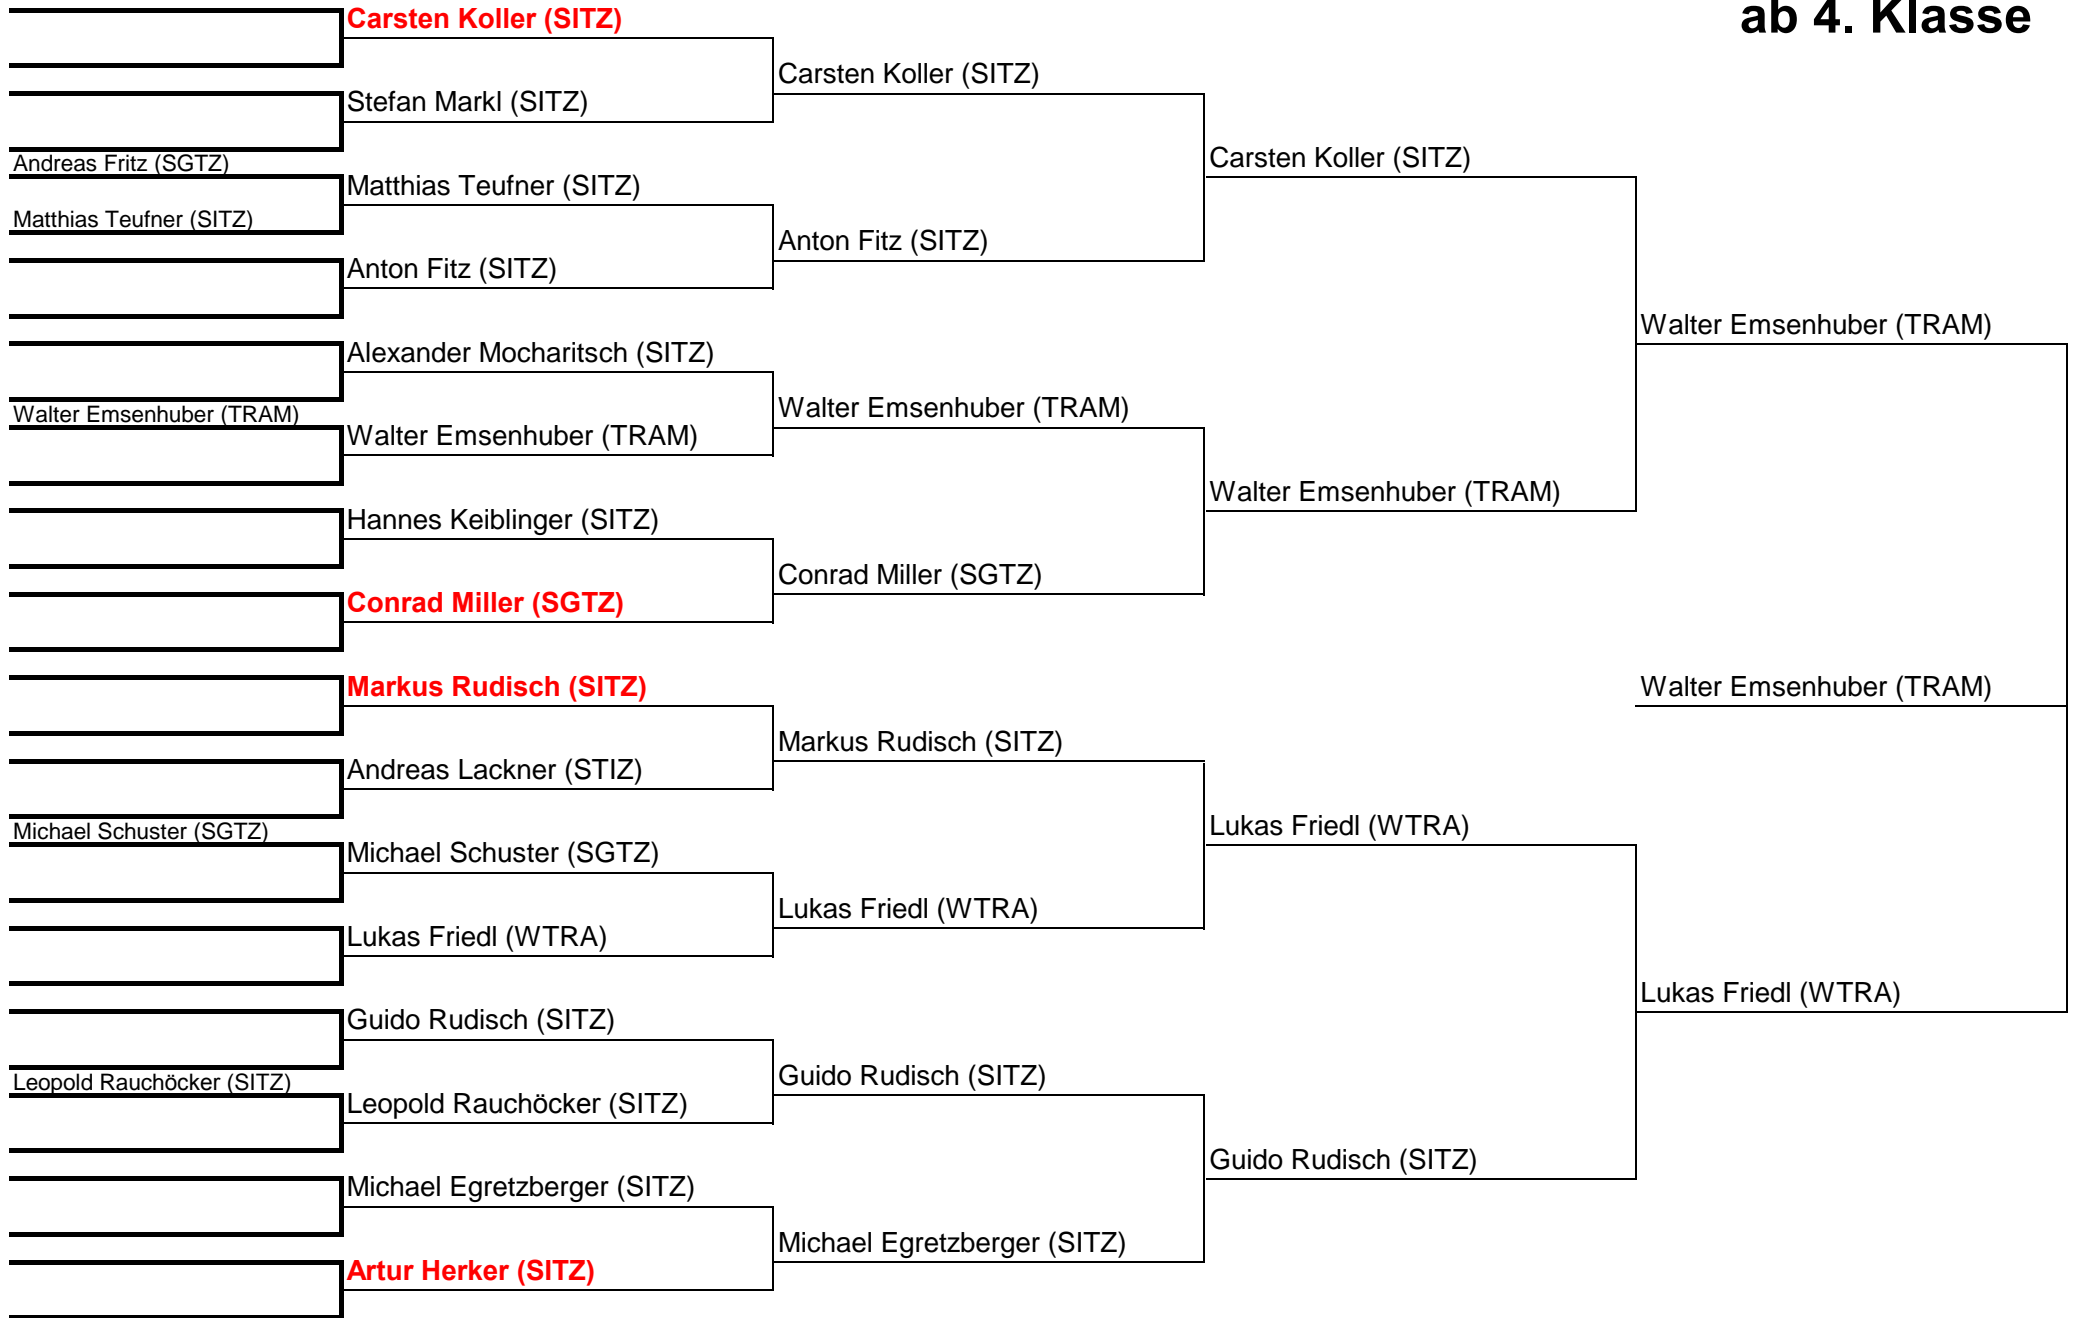 ab 4. Klasse
Andreas Fritz (SGTZ)
Matthias Teufner (SITZ)
Walter Emsenhuber (TRAM)
Michael Schuster (SGTZ)
Leopold Rauchöcker (SITZ)
Carsten Koller (SITZ)
Stefan Markl (SITZ)
Matthias Teufner (SITZ)
Anton Fitz (SITZ)
Alexander Mocharitsch (SITZ)
Walter Emsenhuber (TRAM)
Hannes Keiblinger (SITZ)
Conrad Miller (SGTZ)
Markus Rudisch (SITZ)
Andreas Lackner (STIZ)
Michael Schuster (SGTZ)
Lukas Friedl (WTRA)
Guido Rudisch (SITZ)
Leopold Rauchöcker (SITZ)
Michael Egretzberger (SITZ)
Artur Herker (SITZ)
Carsten Koller (SITZ)
Anton Fitz (SITZ)
Walter Emsenhuber (TRAM)
Conrad Miller (SGTZ)
Markus Rudisch (SITZ)
Lukas Friedl (WTRA)
Guido Rudisch (SITZ)
Michael Egretzberger (SITZ)
Carsten Koller (SITZ)
Walter Emsenhuber (TRAM)
Lukas Friedl (WTRA)
Guido Rudisch (SITZ)
Walter Emsenhuber (TRAM)
Walter Emsenhuber (TRAM)
Lukas Friedl (WTRA)